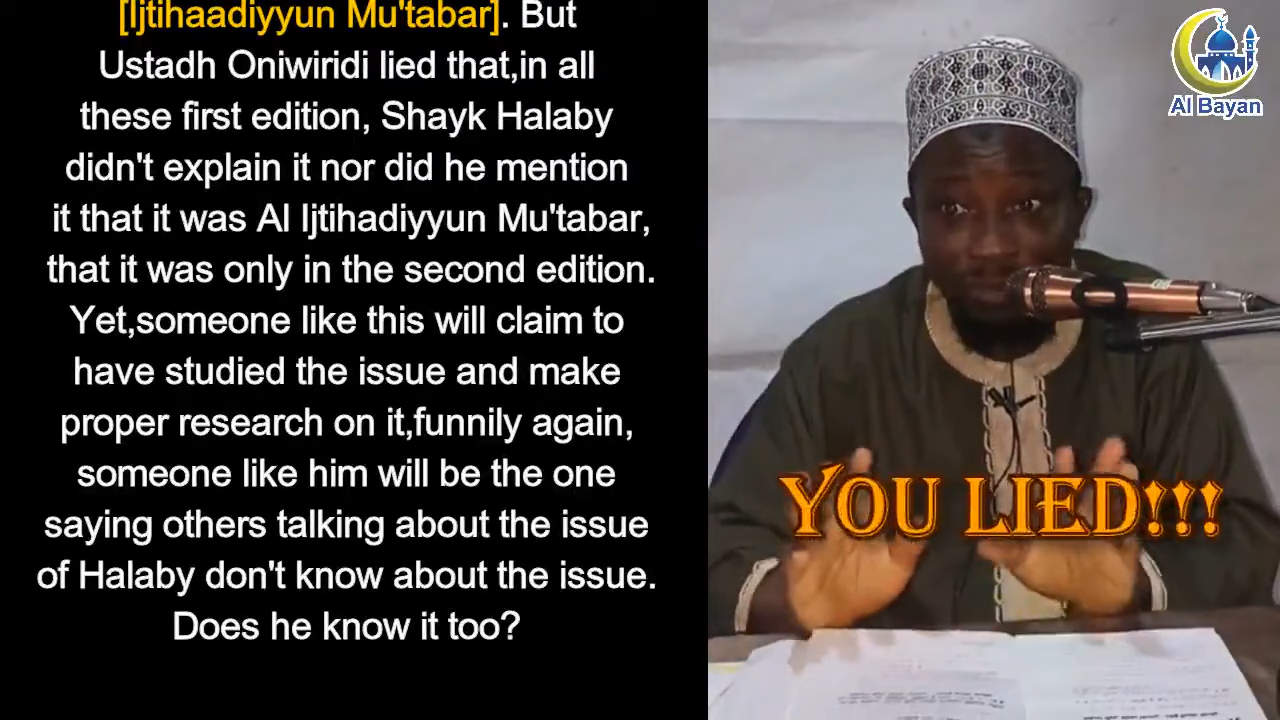 [Ijtihaadiyyun Mu'tabar]. But
Ustadh Oniwiridi lied that,in all
these first edition, Shayk Halaby
didn't explain it nor did he mention
it that it was Al Ijtihadiyyun Mu'tabar,
that it was only in the second edition.
Yet,someone like this will claim to
have studied the issue and make
proper research on it,funnily again,
someone like him will be the one
saying others talking about the issue
of Halaby don't know about the issue.
Does he know it too?
Al Bayan
YOU LIED!!!